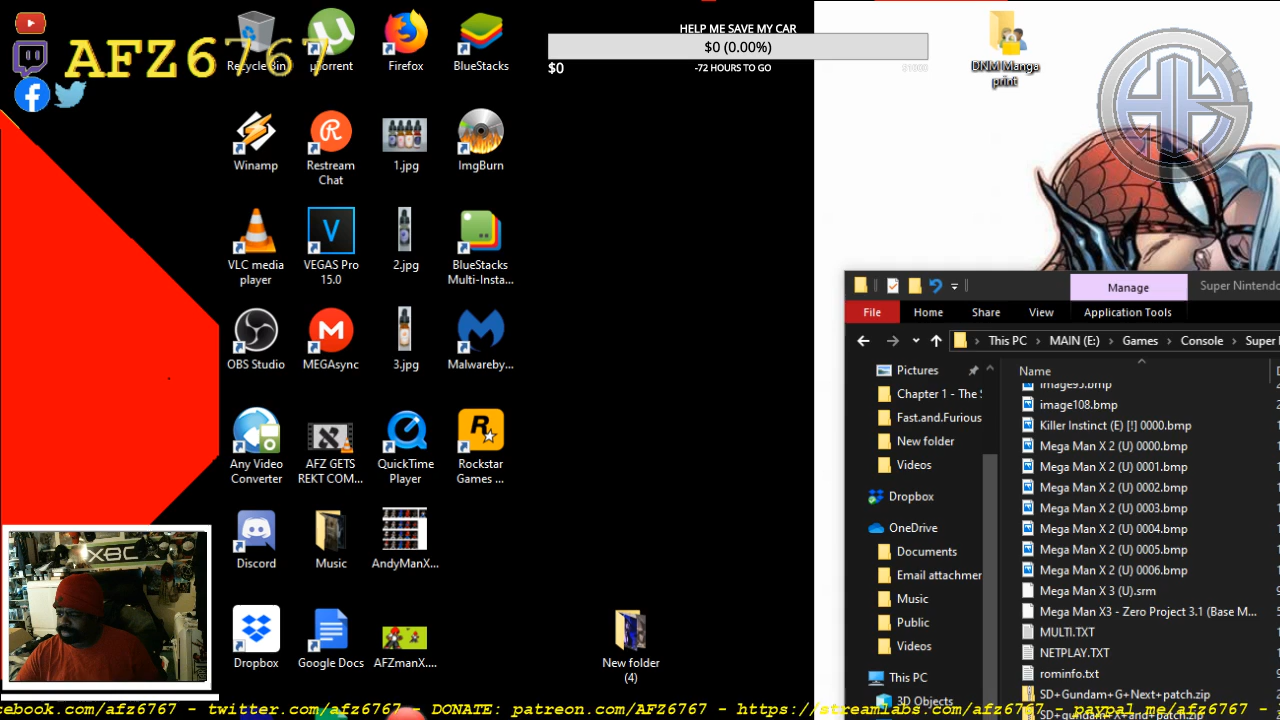 HELP ME SAVE MY CAR
$0 (0.00%)
$0
-72 HOURS TO GO
$1000
AFZ6767
Recycle Bin
µTorrent
Firefox
BlueStacks
DNM Manga
print
Winamp
Restream
Chat
1.jpg
ImgBurn
VLC media
player
VEGAS Pro
15.0
2.jpg
BlueStacks
Multi-Insta...
OBS Studio
MEGAsync
3.jpg
Malwareby...
Any Video
Converter
AFZ GETS
REKT COM...
QuickTime
Player
Rockstar
Games ...
Discord
Music
AndyManX...
Dropbox
Google Docs
AFZmanX....
New folder
(4)
XBC
Manage
Super Nintendo
File
Home
Share
View
Application Tools
This PC
MAIN (E:)
Games
Console
Super
Pictures
Chapter 1 - The S
Fast.and.Furious
New folder
Videos
Dropbox
OneDrive
Documents
Email attachmer
Music
Public
Videos
This PC
3D Objects
Name
image95.bmp
image108.bmp
Killer Instinct (E) [!] 0000.bmp
Mega Man X 2 (U) 0000.bmp
Mega Man X 2 (U) 0001.bmp
Mega Man X 2 (U) 0002.bmp
Mega Man X 2 (U) 0003.bmp
Mega Man X 2 (U) 0004.bmp
Mega Man X 2 (U) 0005.bmp
Mega Man X 2 (U) 0006.bmp
Mega Man X 3 (U).srm
Mega Man X3 - Zero Project 3.1 (Base M...
MULTI.TXT
NETPLAY.TXT
rominfo.txt
SD+Gundam+G+Next+patch.zip
SD+gundam+x+and+patch.zip
cebook.com/afz6767 - twitter.com/afz6767 - DONATE: patreon.com/AFZ6767 - https://streamlabs.com/afz6767 - paypal me/afz6767 -